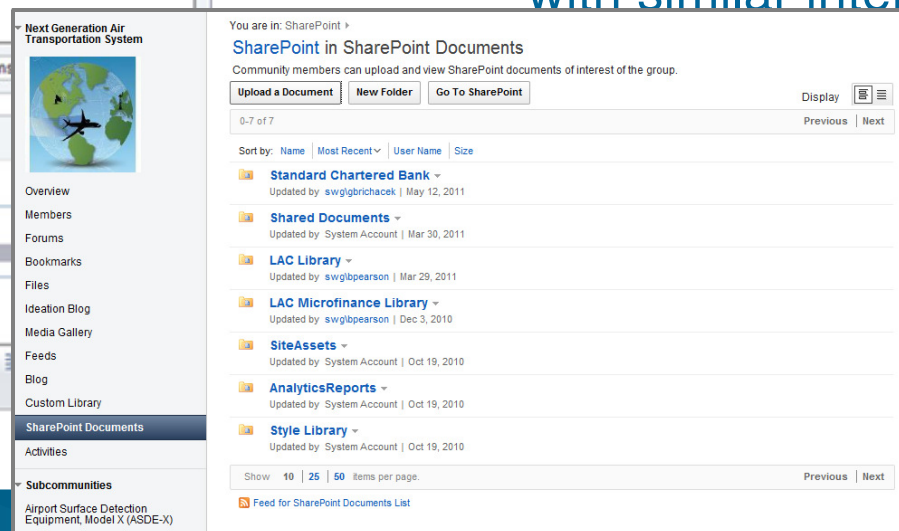 with similar inter
Next Generation Air
Transportation System
Overview
Members
Forums
Bookmarks
Files
Ideation Blog
Media Gallery
Feeds
Blog
Custom Library
SharePoint Documents
Activities
Subcommunities
Airport Surface Detection
Equipment, Model X (ASDE-X)
You are in: SharePoint
SharePoint in SharePoint Documents
Community members can upload and view SharePoint documents of interest of the group.
Upload a Document New Folder Go To SharePoint
Display
0-7 of 7 Previous | Next
Sort by: Name | Most Recent | User Name | Size
Standard Chartered Bank
Updated by swg\gbrichacek | May 12, 2011
Shared Documents
Updated by System Account | Mar 30, 2011
LAC Library
Updated by swg\bpearson | Mar 29, 2011
LAC Microfinance Library
Updated by swg\bpearson | Dec 3, 2010
SiteAssets
Updated by System Account | Oct 19, 2010
AnalyticsReports
Updated by System Account | Oct 19, 2010
Style Library
Updated by System Account | Oct 19, 2010
Show 10 | 25 | 50 items per page. Previous | Next
Feed for SharePoint Documents List